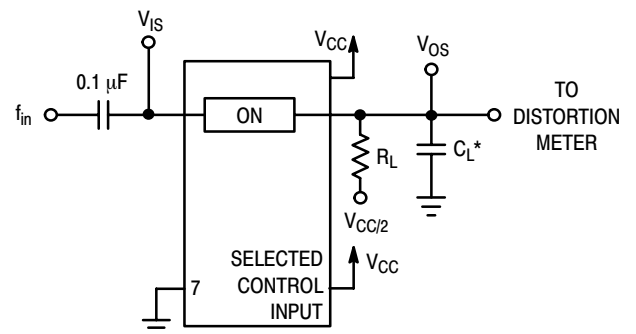 V_IS
V_CC
V_OS
0.1 μF
f_in
ON
TO
DISTORTION
METER
R_L
C_L*
V_CC/2
SELECTED
CONTROL
INPUT
V_CC
7